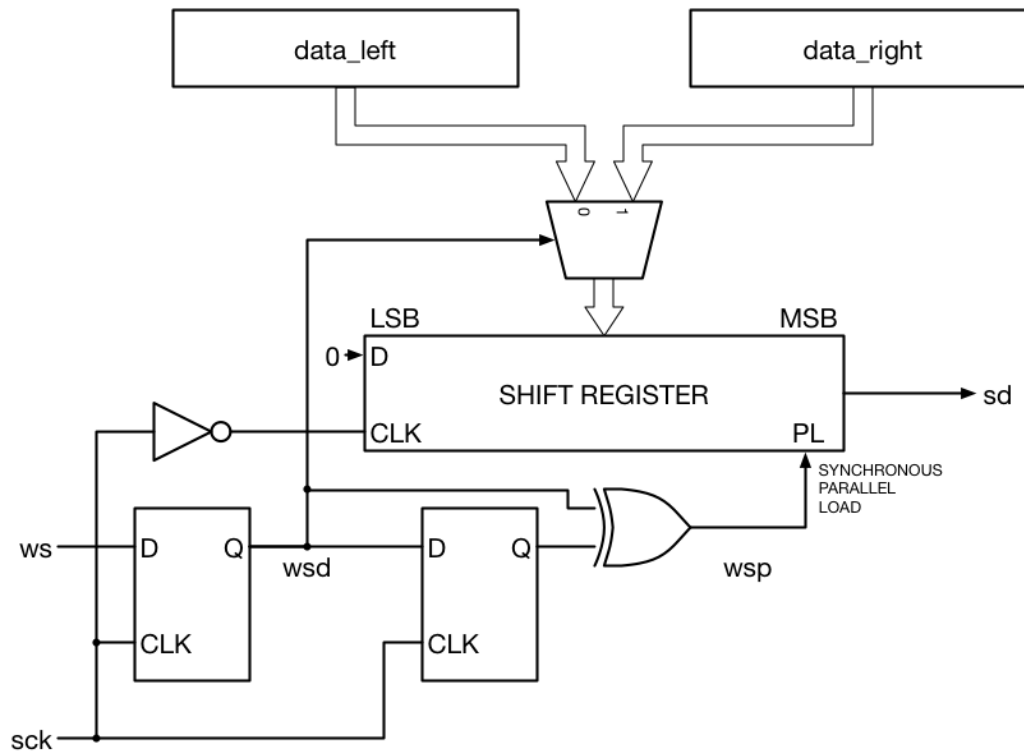 data_left
data_right
0
1
LSB
MSB
0
D
SHIFT REGISTER
sd
CLK
PL
SYNCHRONOUS
PARALLEL
LOAD
ws
D
Q
wsd
D
Q
wsp
CLK
CLK
sck